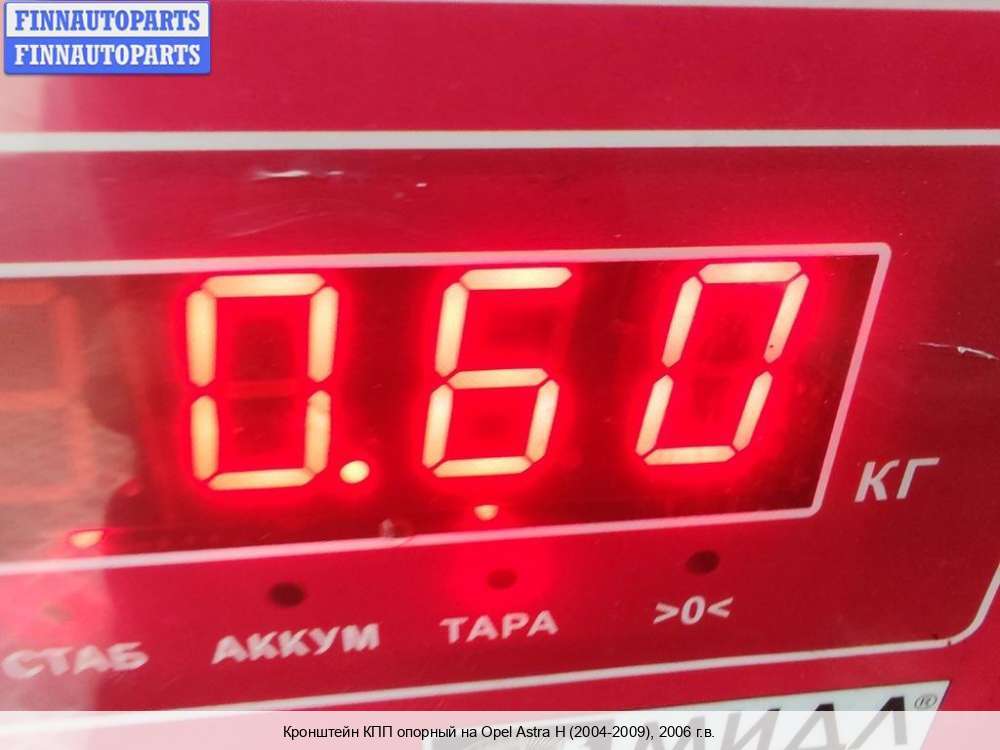 FINNAUTOPARTS
FINNAUTOPARTS
0.60
КГ
СТАБ АККУМ ТАРА >0<
®
Кронштейн КПП опорный на Opel Astra H (2004-2009), 2006 г.в.